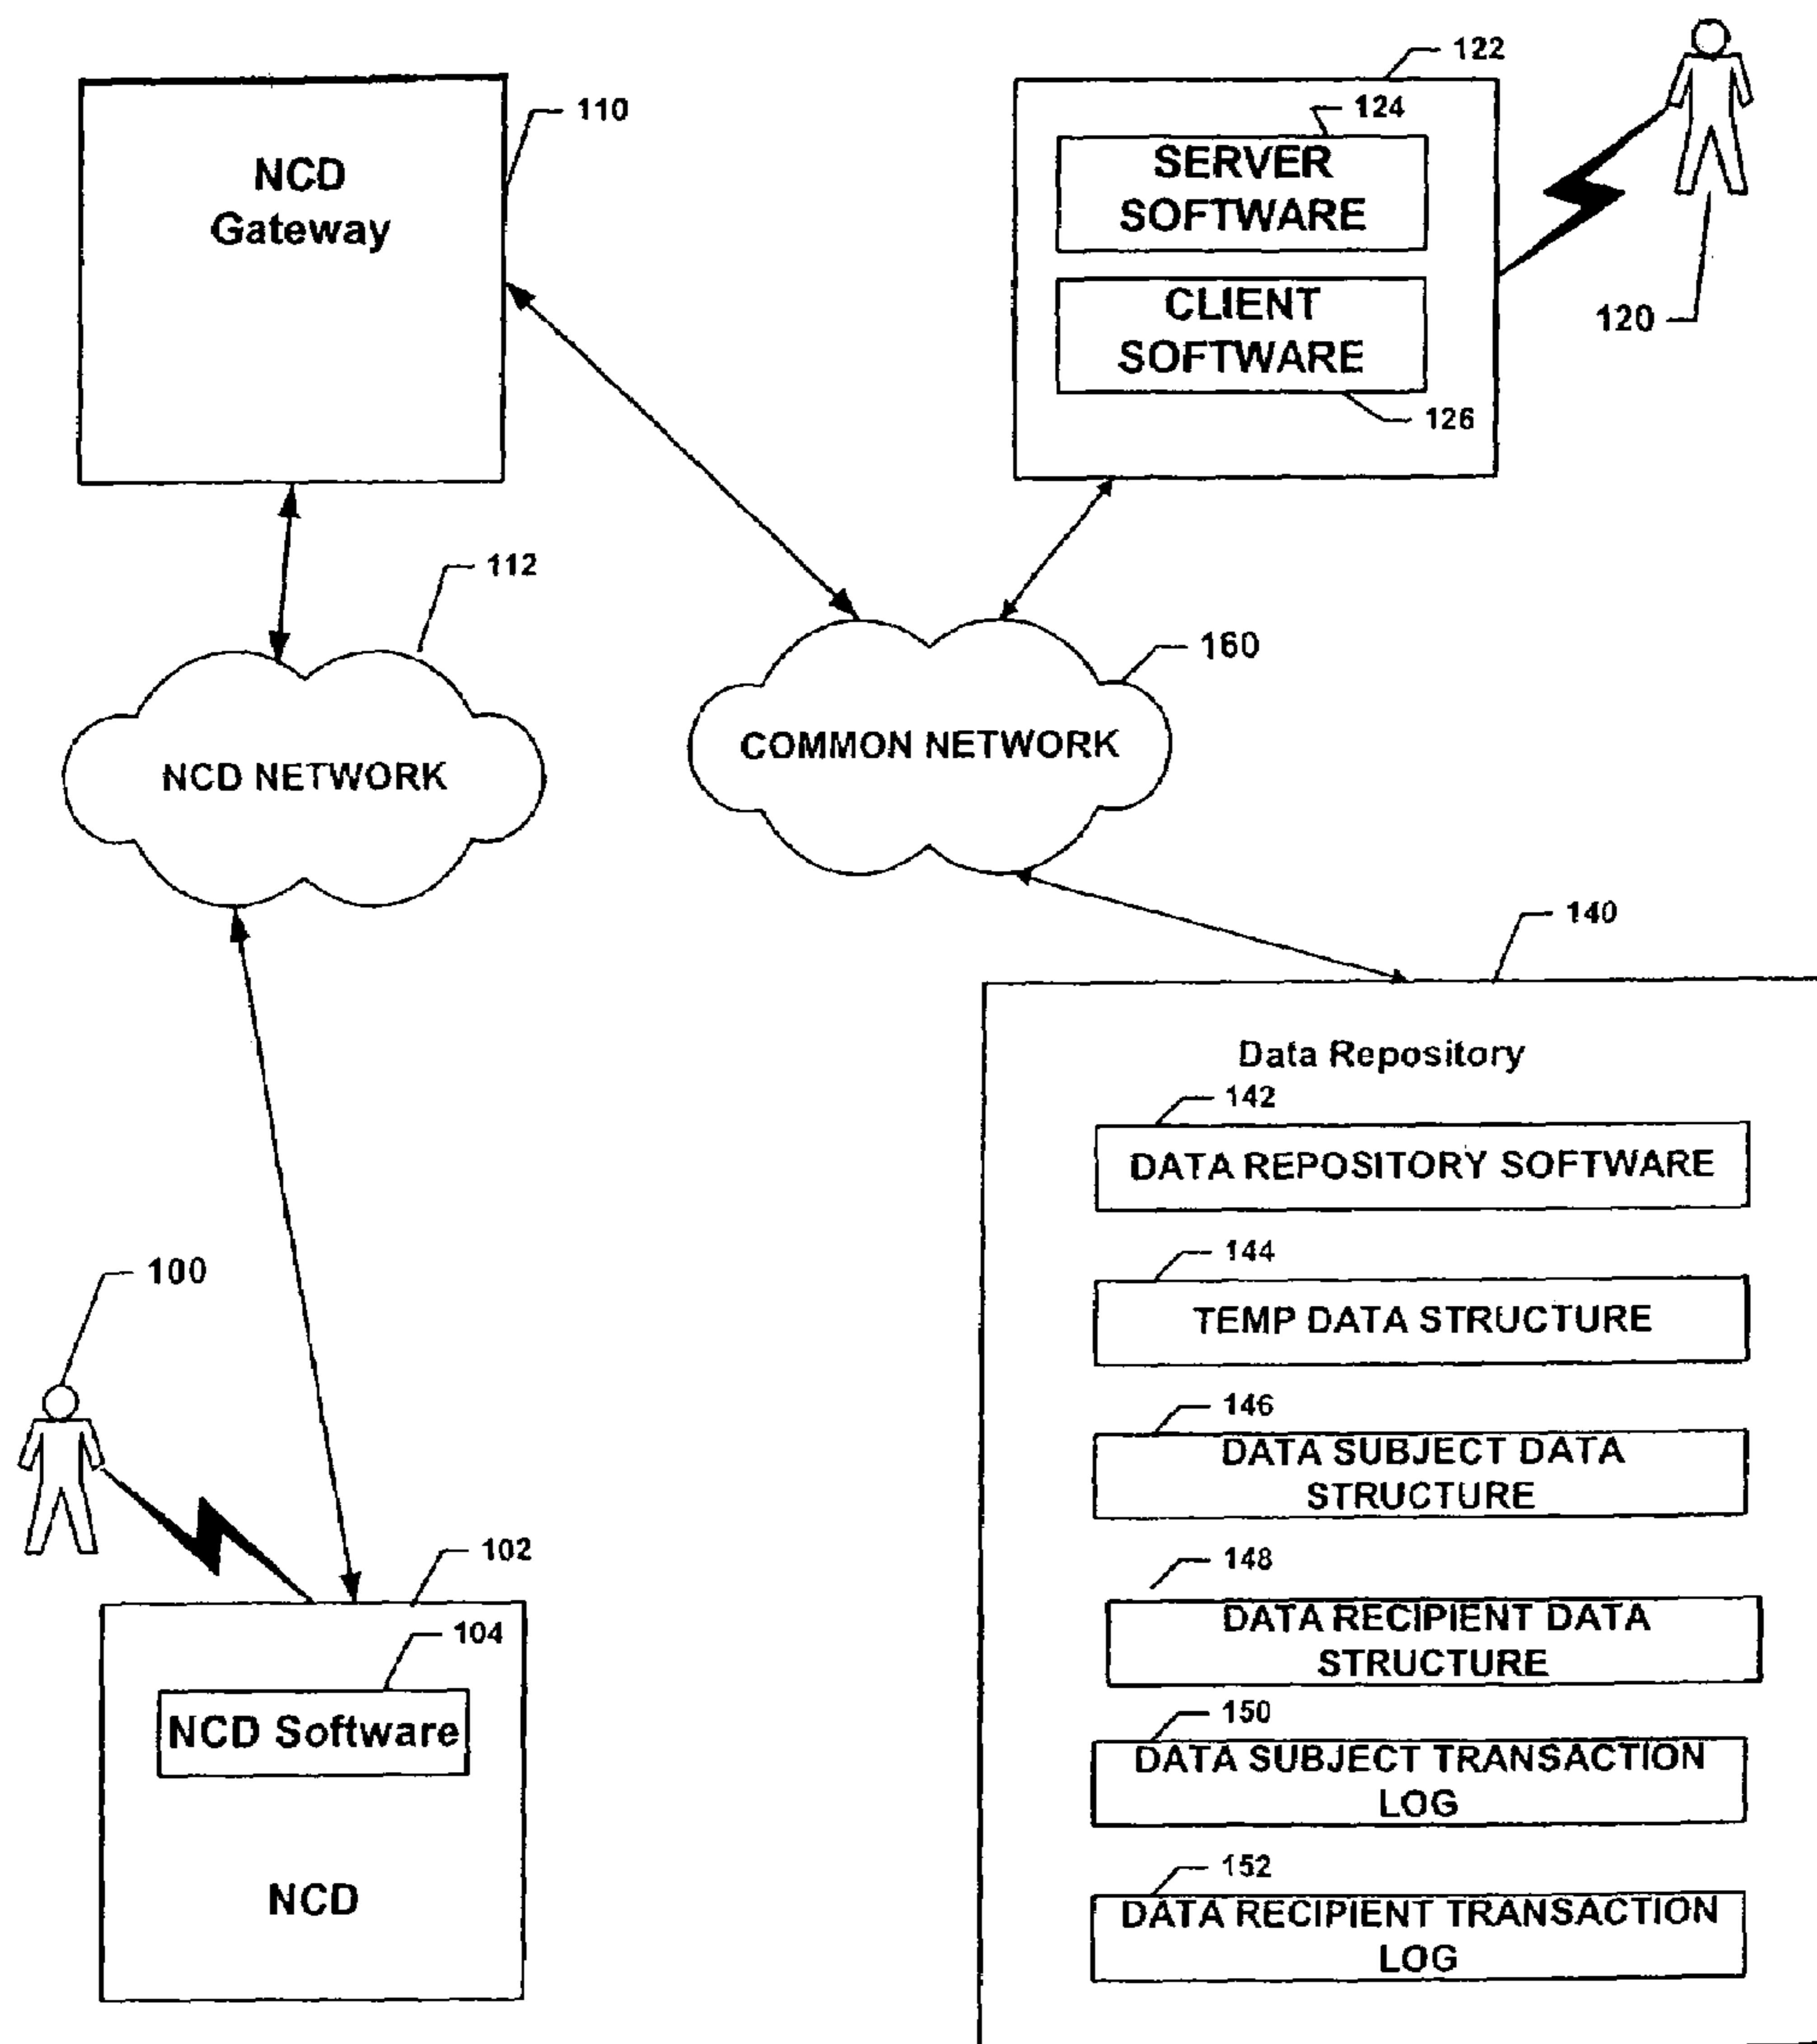 122
124
110
NCD
Gateway
SERVER
SOFTWARE
CLIENT
SOFTWARE
120
126
112
160
COMMON NETWORK
NCD NETWORK
140
Data Repository
142
DATA REPOSITORY SOFTWARE
144
100
TEMP DATA STRUCTURE
146
DATA SUBJECT DATA
STRUCTURE
102
148
104
DATA RECIPIENT DATA
STRUCTURE
NCD Software
150
DATA SUBJECT TRANSACTION
LOG
152
NCD
DATA RECIPIENT TRANSACTION
LOG